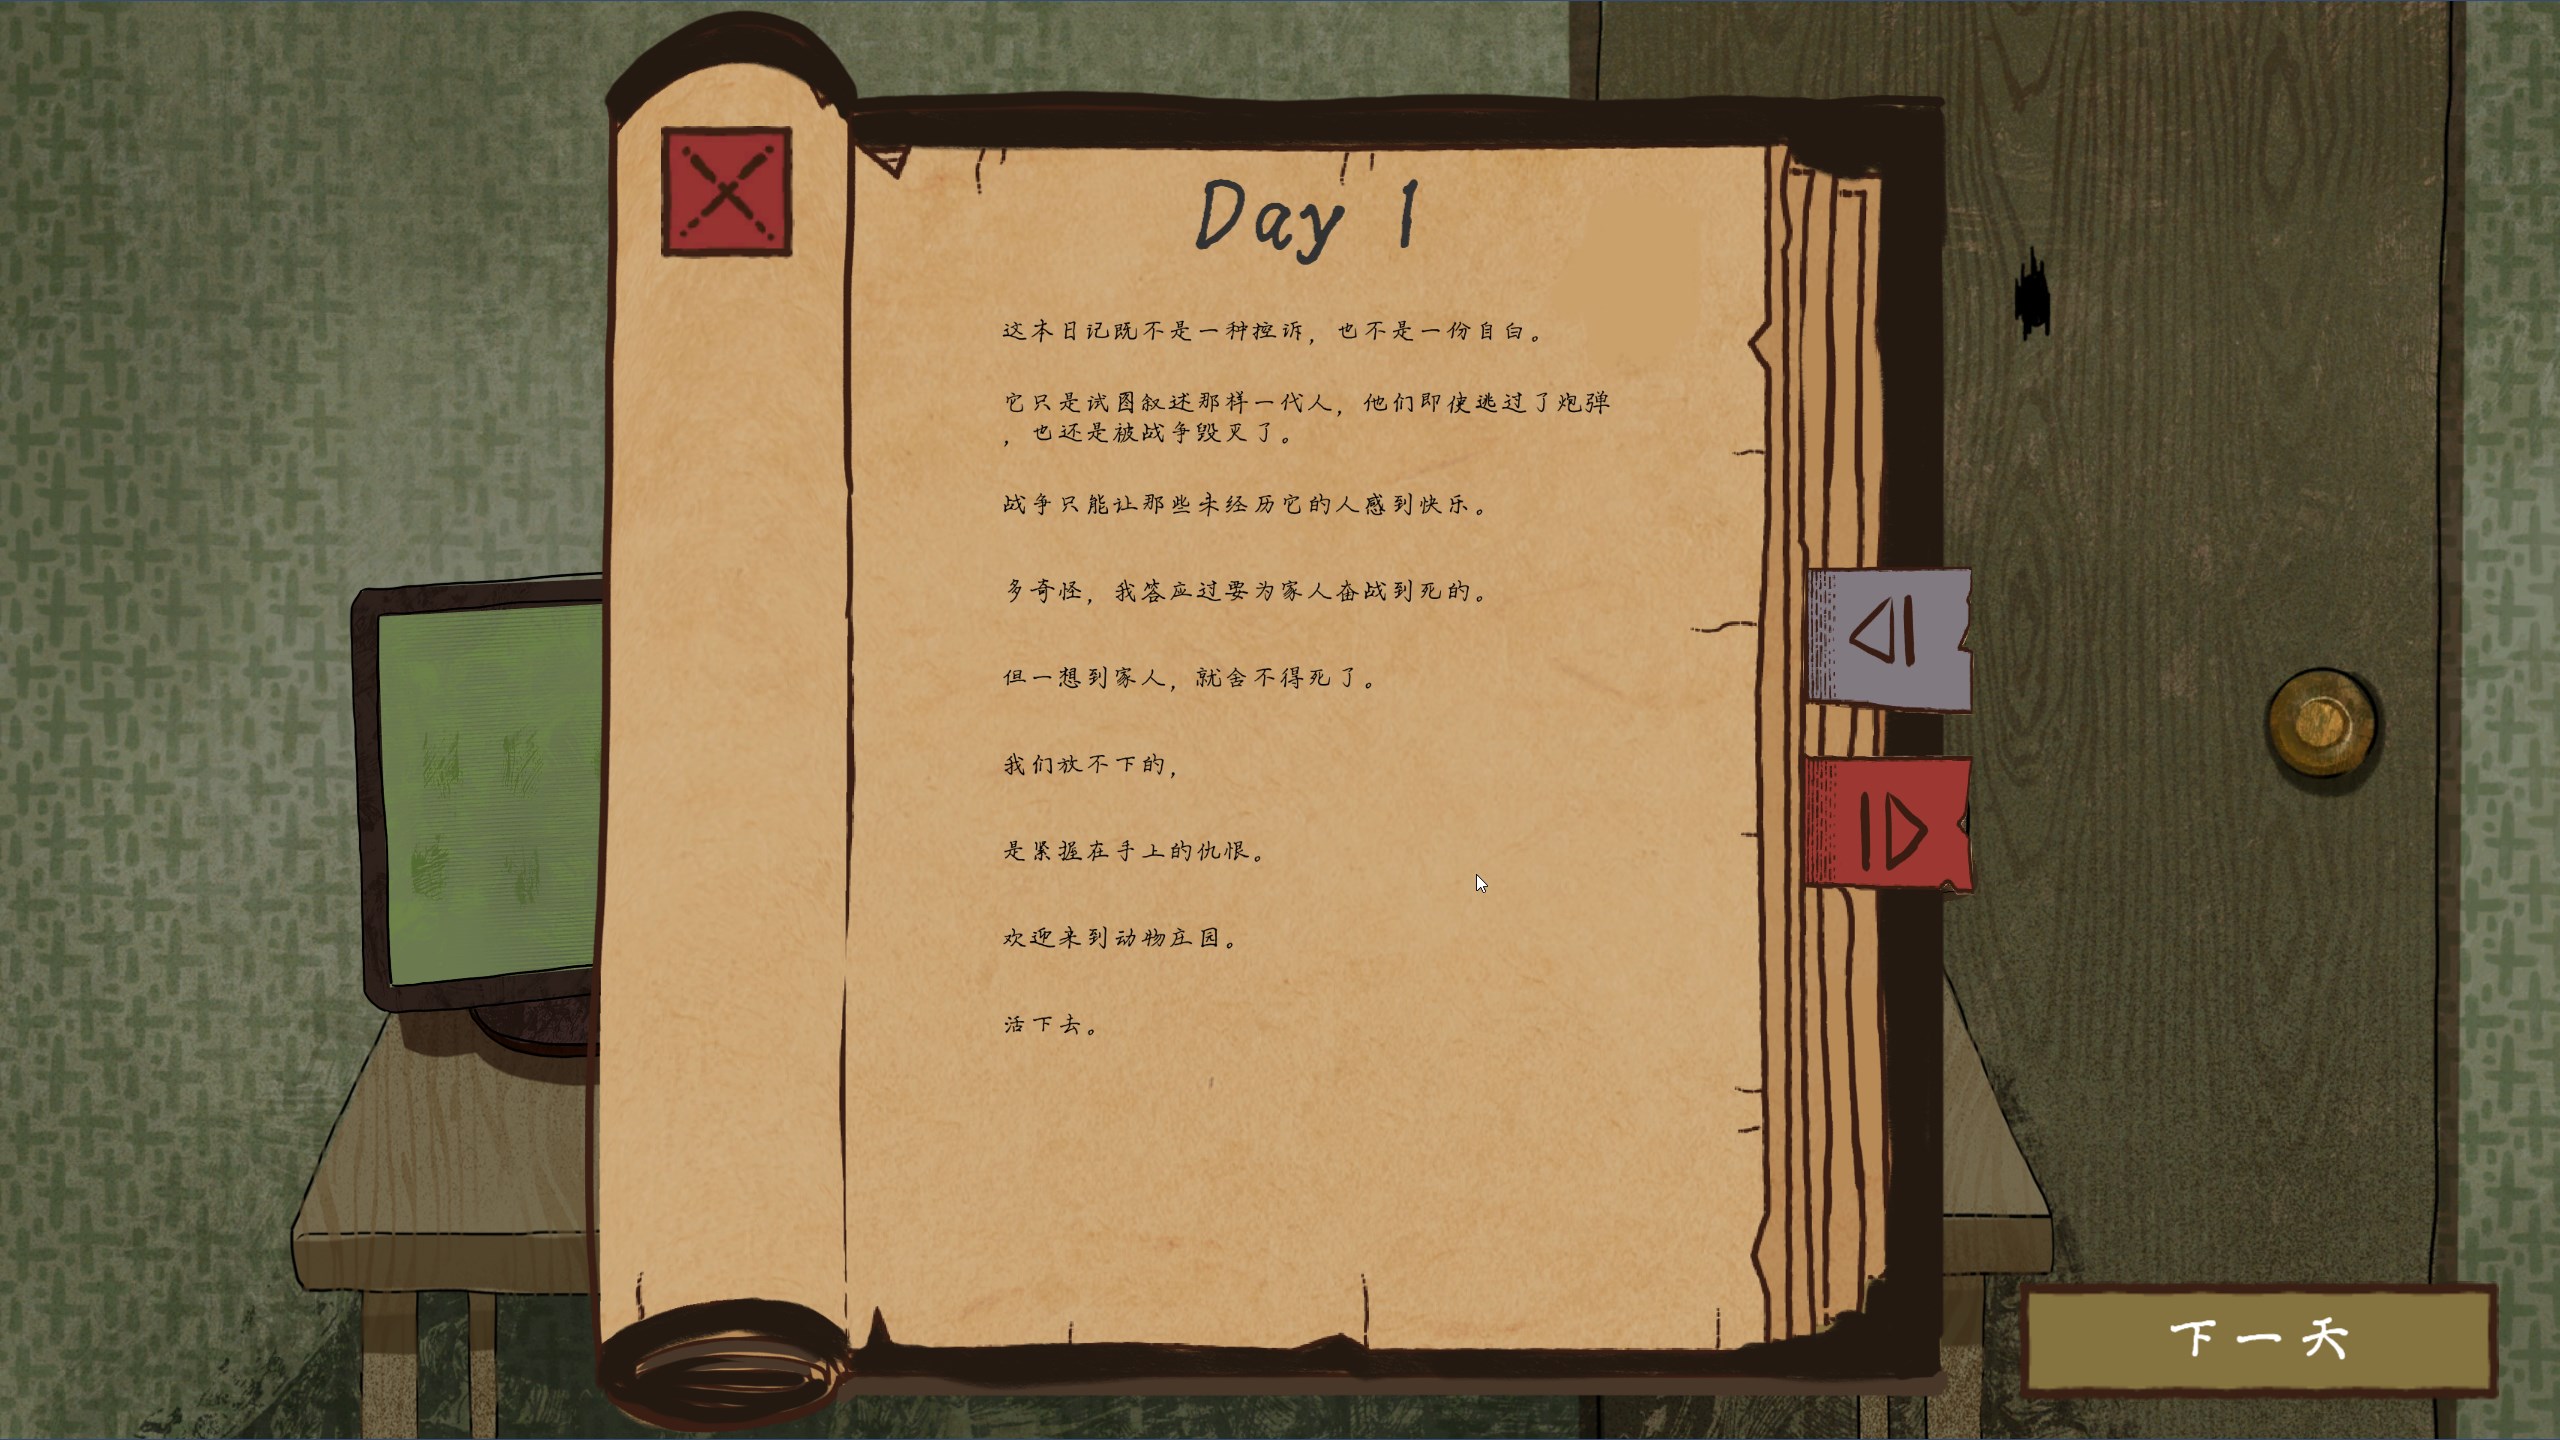 Day 1
这本日记既不是一种控诉，也不是一份自白。
它只是试图叙述那样一代人，他们即使逃过了炮弹
，也还是被战争毁灭了。
战争只能让那些未经历它的人感到快乐。
多奇怪，我答应过要为家人奋战到死的。
但一想到家人，就舍不得死了。
我们放不下的，
是紧握在手上的仇恨。
欢迎来到动物庄园。
活下去。
下一天